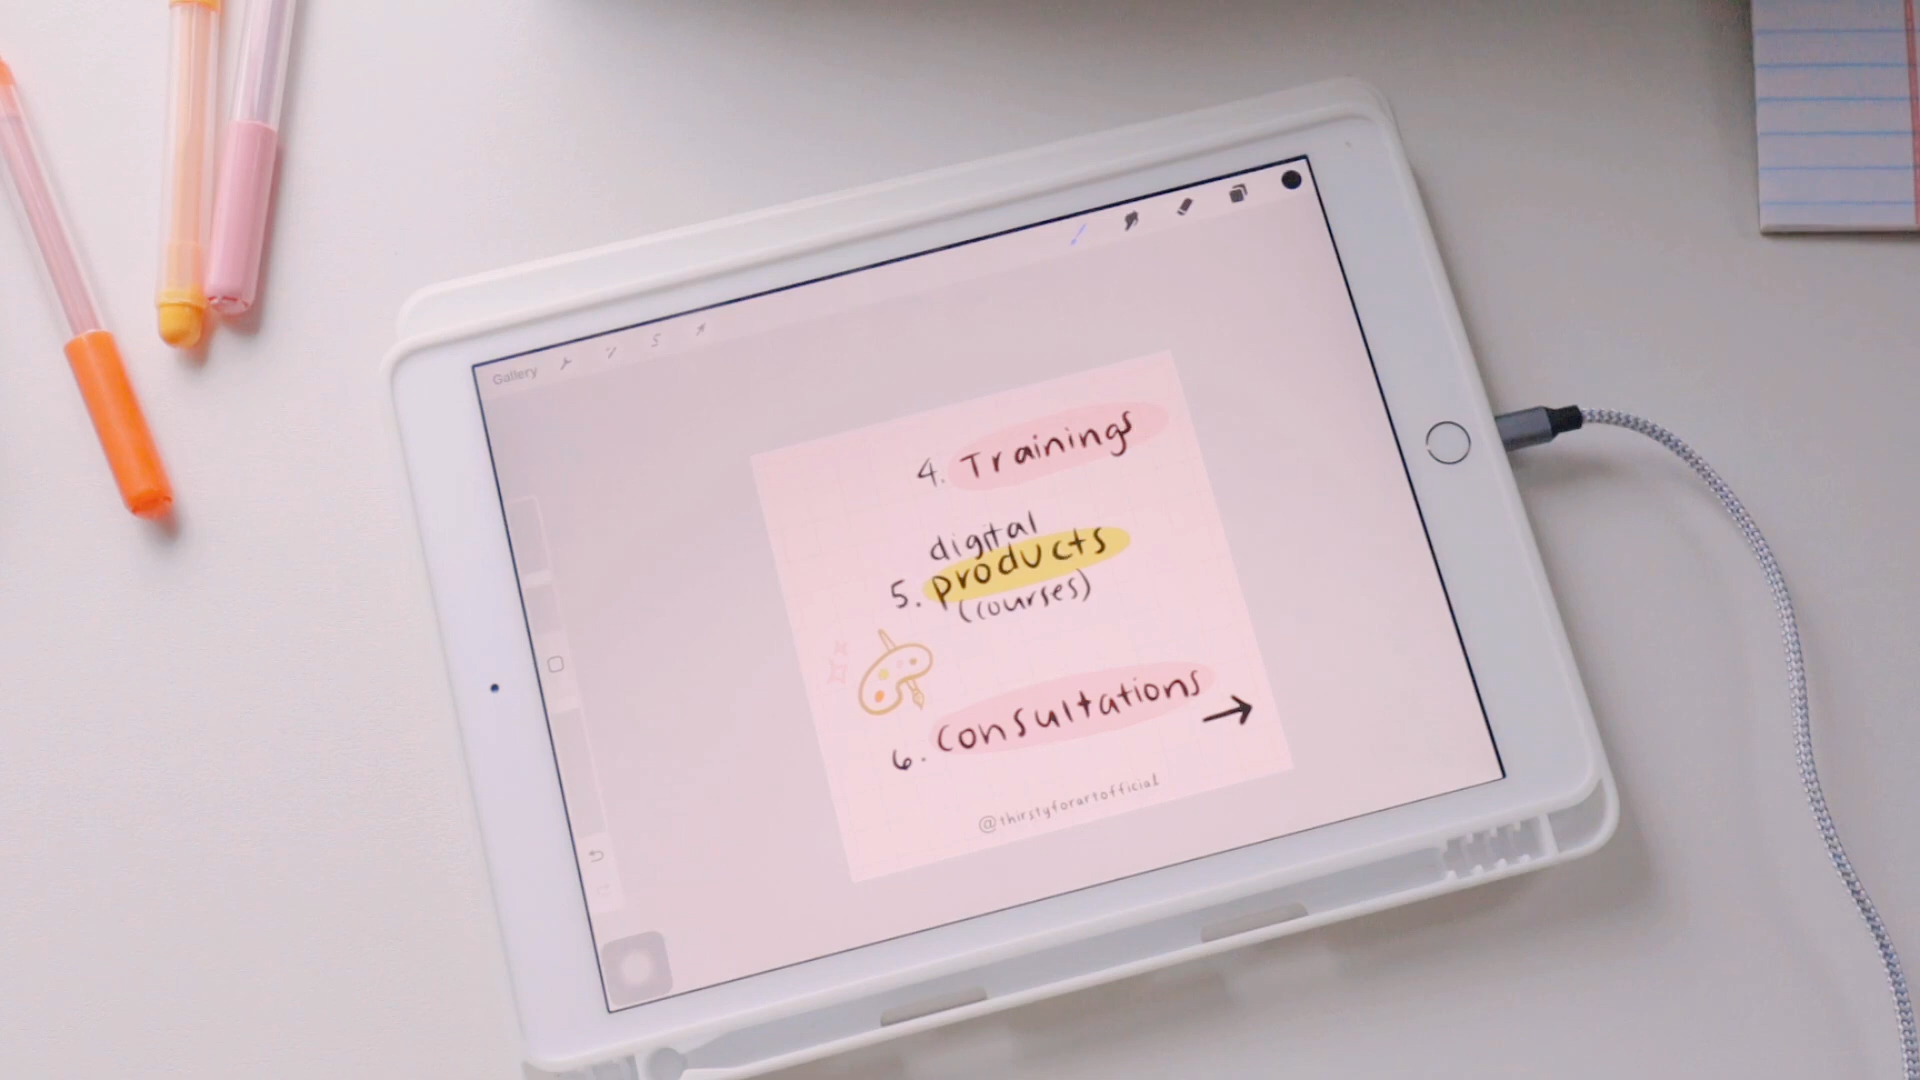 Gallery
4. Trainings
digital
5. products
(courses)
6. Consultations
@thirstyforartofficial